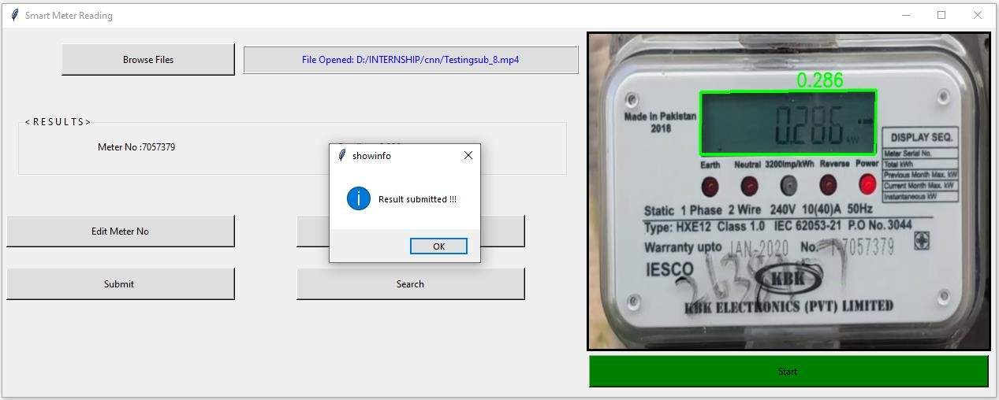 Smart Meter Reading
Browse Files
File Opened: D:/INTERNSHIP/cnn/Testingsub_8.mp4
< R E S U L T S >
Meter No :7057379
showinfo
Result submitted !!!
OK
Edit Meter No
Submit
Search
0.286
Made in Pakistan
2018
0.286
kW
DISPLAY SEQ.
Meter Serial No.
Total kWh
Previous Month Max. kW
Current Month Max. kW
Instantaneous kW
Earth Neutral 3200imp/kWh Reverse Power
Static 1 Phase 2 Wire 240V 10(40)A 50Hz
Type: HXE12 Class 1.0 IEC 62053-21 P.O No. 3044
Warranty upto JAN-2020 No. 7057379
IESCO
KBK
KBK ELECTRONICS (PVT) LIMITED
Start